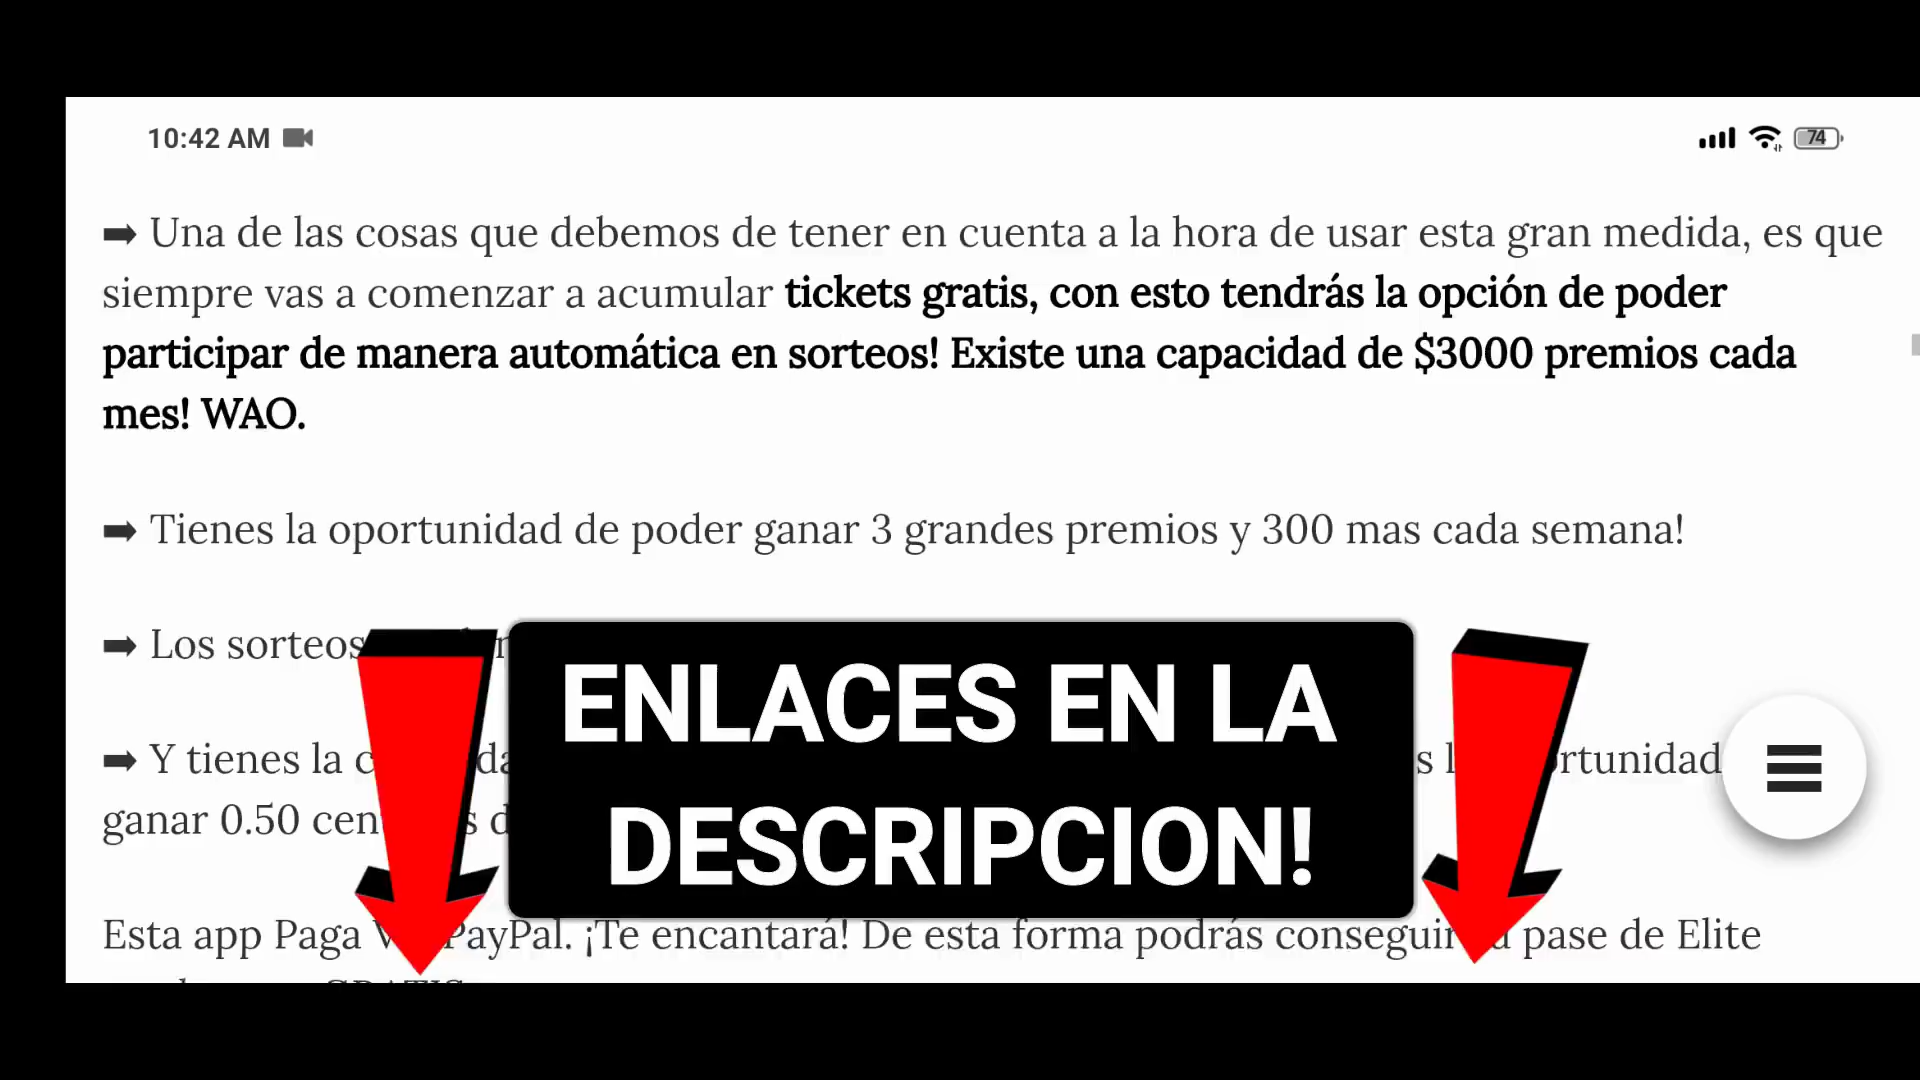 10:42 AM
74
➡ Una de las cosas que debemos de tener en cuenta a la hora de usar esta gran medida, es que
siempre vas a comenzar a acumular tickets gratis, con esto tendrás la opción de poder
participar de manera automática en sorteos! Existe una capacidad de $3000 premios cada
mes! WAO.
➡ Tienes la oportunidad de poder ganar 3 grandes premios y 300 mas cada semana!
➡ Los sorteos
➡ Y tienes la
ganar 0.50
ENLACES EN LA
DESCRIPCION!
Esta app Paga PayPal. ¡Te encantará! De esta forma podrás conseguir pase de Elite